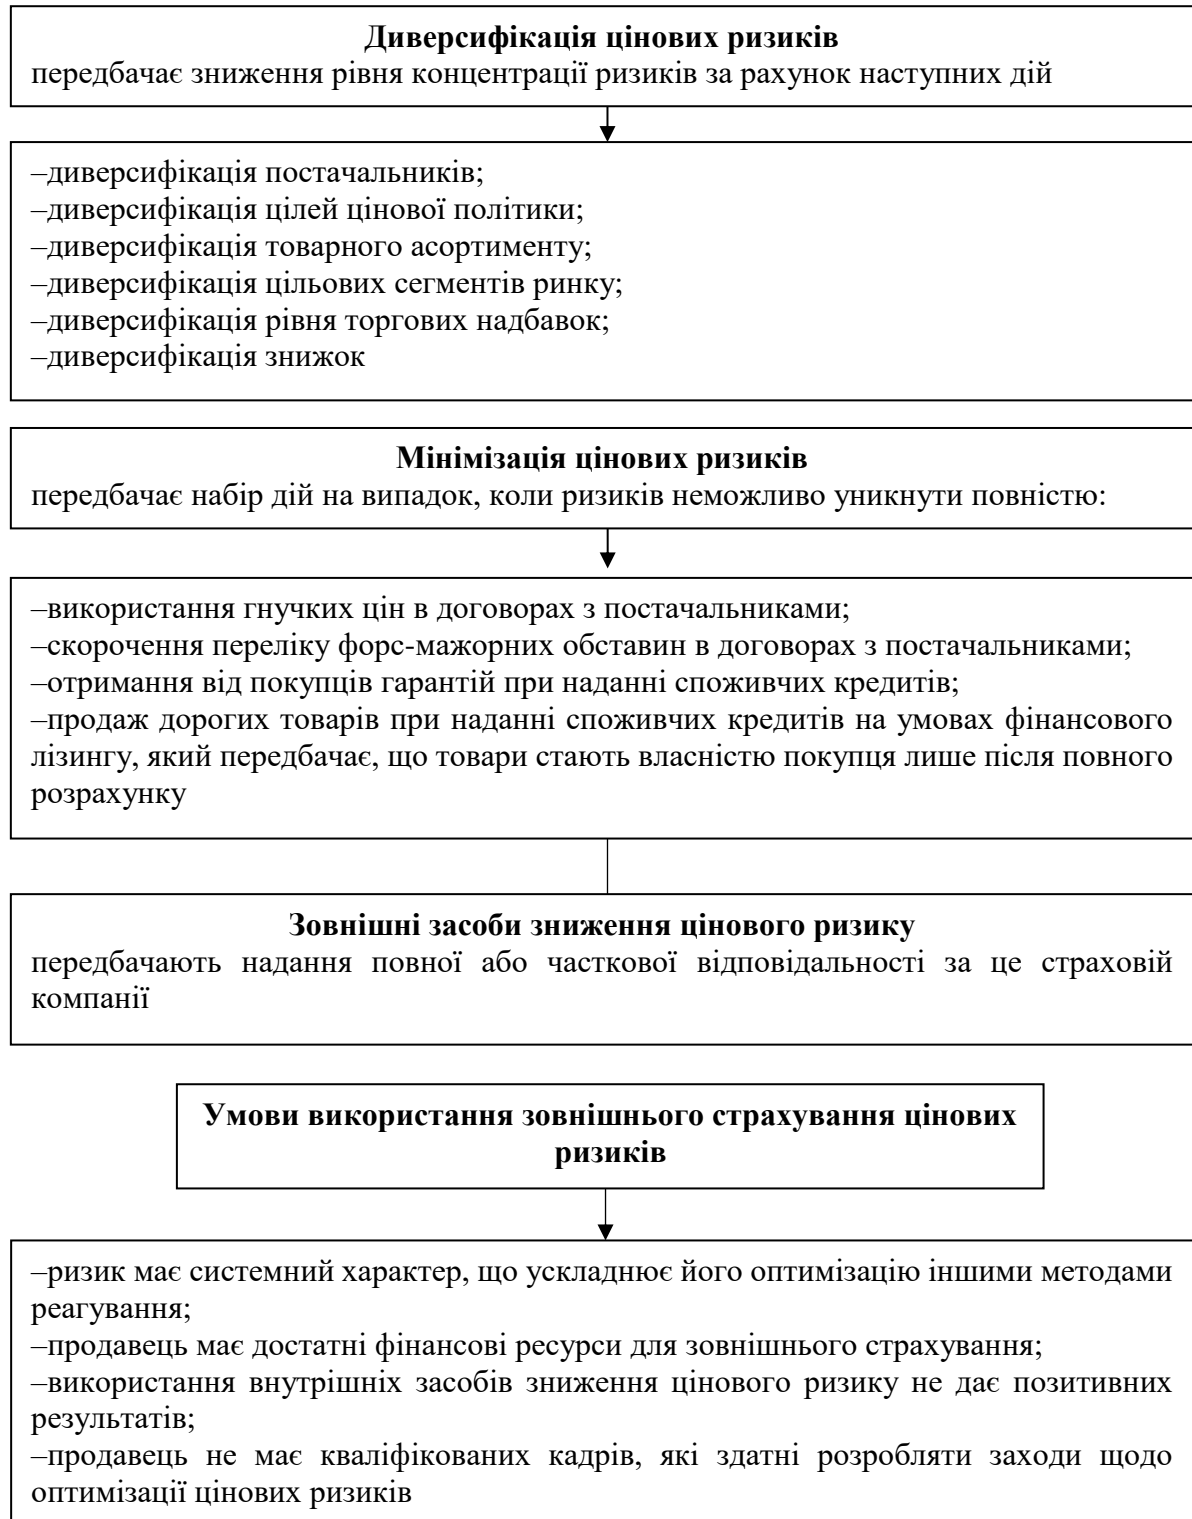 Диверсифікація цінових ризиків
передбачає зниження рівня концентрації ризиків за рахунок наступних дій
–диверсифікація постачальників;
–диверсифікація цілей цінової політики;
–диверсифікація товарного асортименту;
–диверсифікація цільових сегментів ринку;
–диверсифікація рівня торгових надбавок;
–диверсифікація знижок
Мінімізація цінових ризиків
передбачає набір дій на випадок, коли ризиків неможливо уникнути повністю:
–використання гнучких цін в договорах з постачальниками;
–скорочення переліку форс-мажорних обставин в договорах з постачальниками;
–отримання від покупців гарантій при наданні споживчих кредитів;
–продаж дорогих товарів при наданні споживчих кредитів на умовах фінансового
лізингу, який передбачає, що товари стають власністю покупця лише після повного
розрахунку
Зовнішні засоби зниження цінового ризику
передбачають надання повної або часткової відповідальності за це страховій
компанії
Умови використання зовнішнього страхування цінових
ризиків
–ризик має системний характер, що ускладнює його оптимізацію іншими методами
реагування;
–продавець має достатні фінансові ресурси для зовнішнього страхування;
–використання внутрішніх засобів зниження цінового ризику не дає позитивних
результатів;
–продавець не має кваліфікованих кадрів, які здатні розробляти заходи щодо
оптимізації цінових ризиків